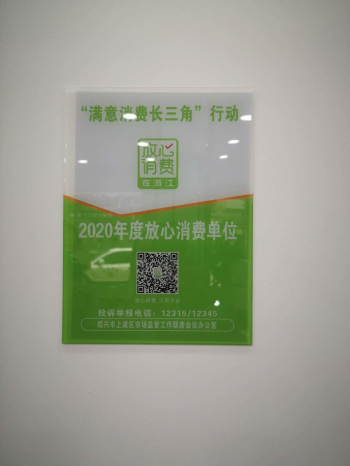 “满意消费长三角”行动
放心
消费
在浙江
2020年度放心消费单位
投诉举报电话：12315/12345
绍兴市上虞区市场监管工作联席会议办公室